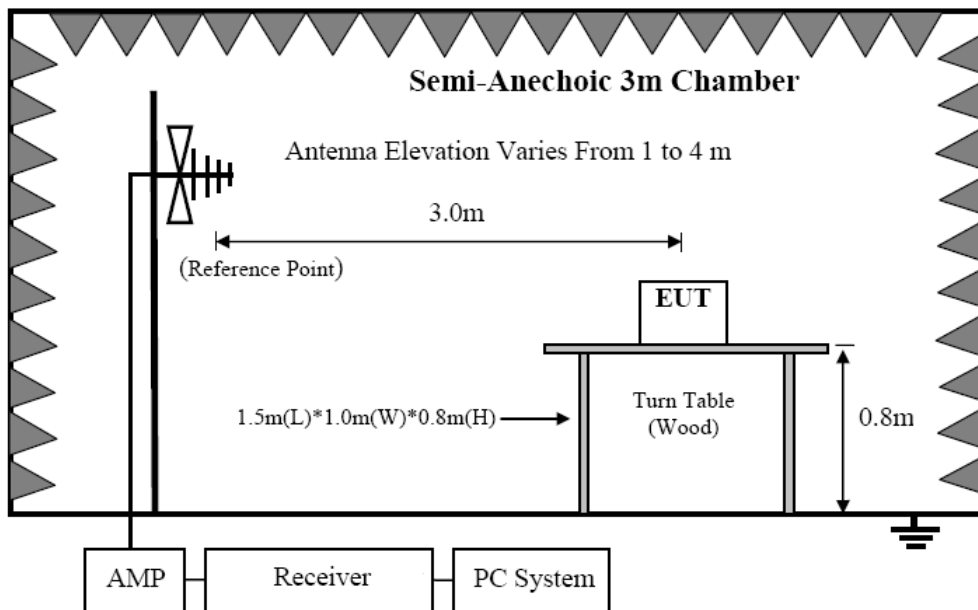 Semi-Anechoic 3m Chamber
Antenna Elevation Varies From 1 to 4 m
3.0m
(Reference Point)
EUT
1.5m(L)*1.0m(W)*0.8m(H)
Turn Table
(Wood)
0.8m
AMP
Receiver
PC System